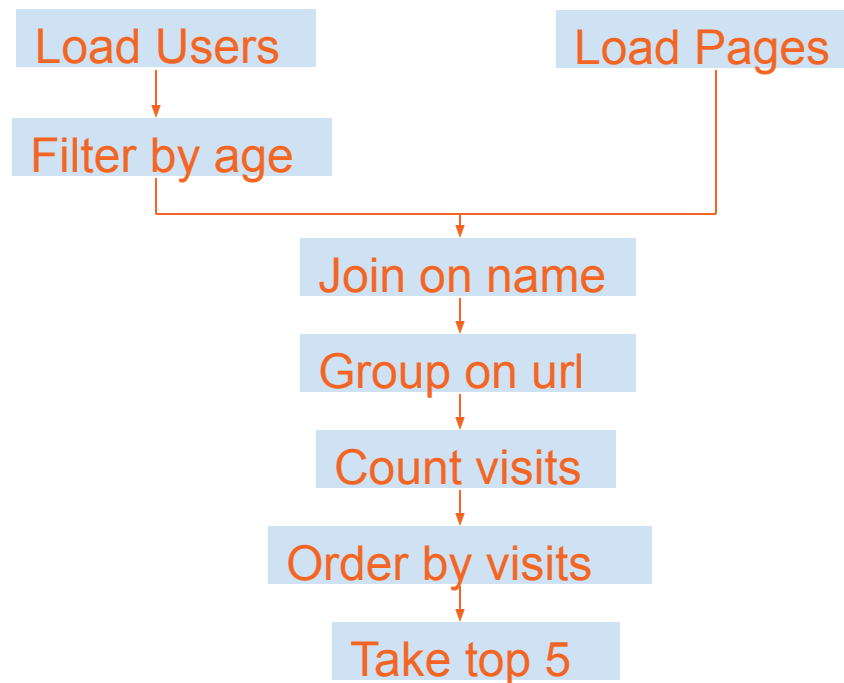 Load Users
Load Pages
Filter by age
Join on name
Group on url
Count visits
Order by visits
Take top 5